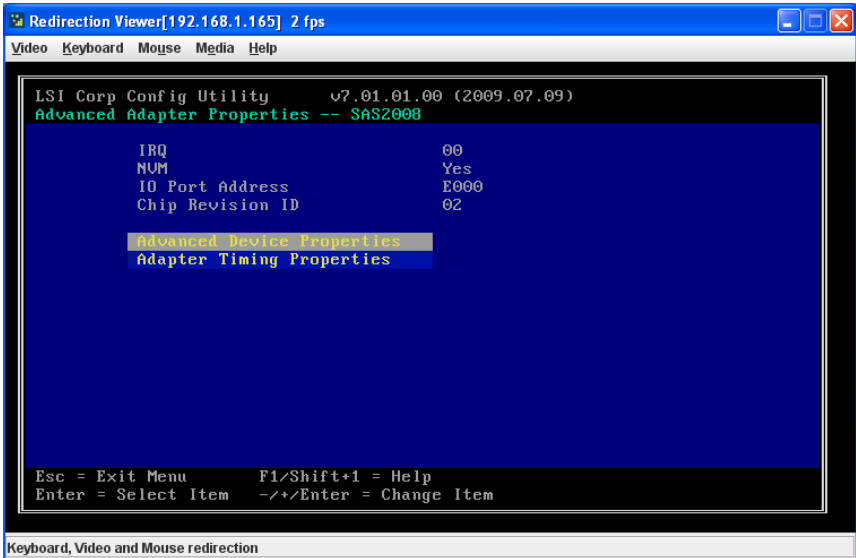 Redirection Viewer[192.168.1.165] 2 fps
Video Keyboard Mouse Media Help
LSI Corp Config Utility v7.01.01.00 (2009.07.09)
Advanced Adapter Properties -- SAS2008
IRQ 00
NVM Yes
IO Port Address E000
Chip Revision ID 02
Advanced Device Properties
Adapter Timing Properties
Esc = Exit Menu F1/Shift+1 = Help
Enter = Select Item -/+/Enter = Change Item
Keyboard, Video and Mouse redirection